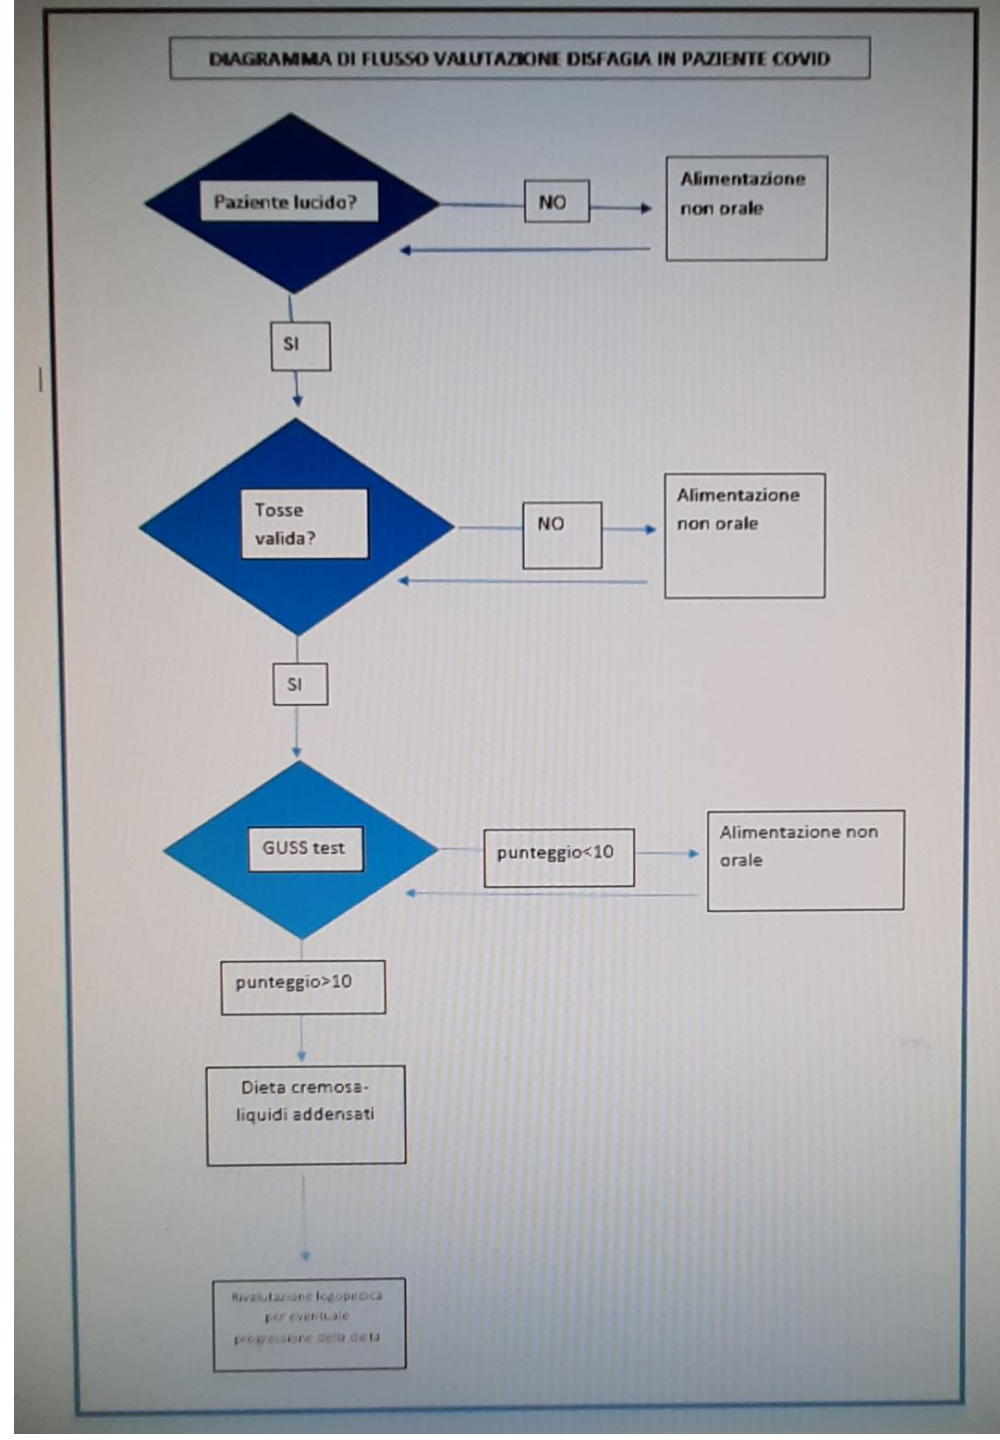 DIAGRAMMA DI FLUSSO VALUTAZIONE DISFAGIA IN PAZIENTE COVID
Paziente lucido?
NO
Alimentazione
non orale
SI
Tosse
valida?
NO
Alimentazione
non orale
SI
GUSS test
punteggio<10
Alimentazione non
orale
punteggio>10
Dieta cremosa-
liquidi addensati
Rivalutazione logopedica
per eventuale
progressione della dieta